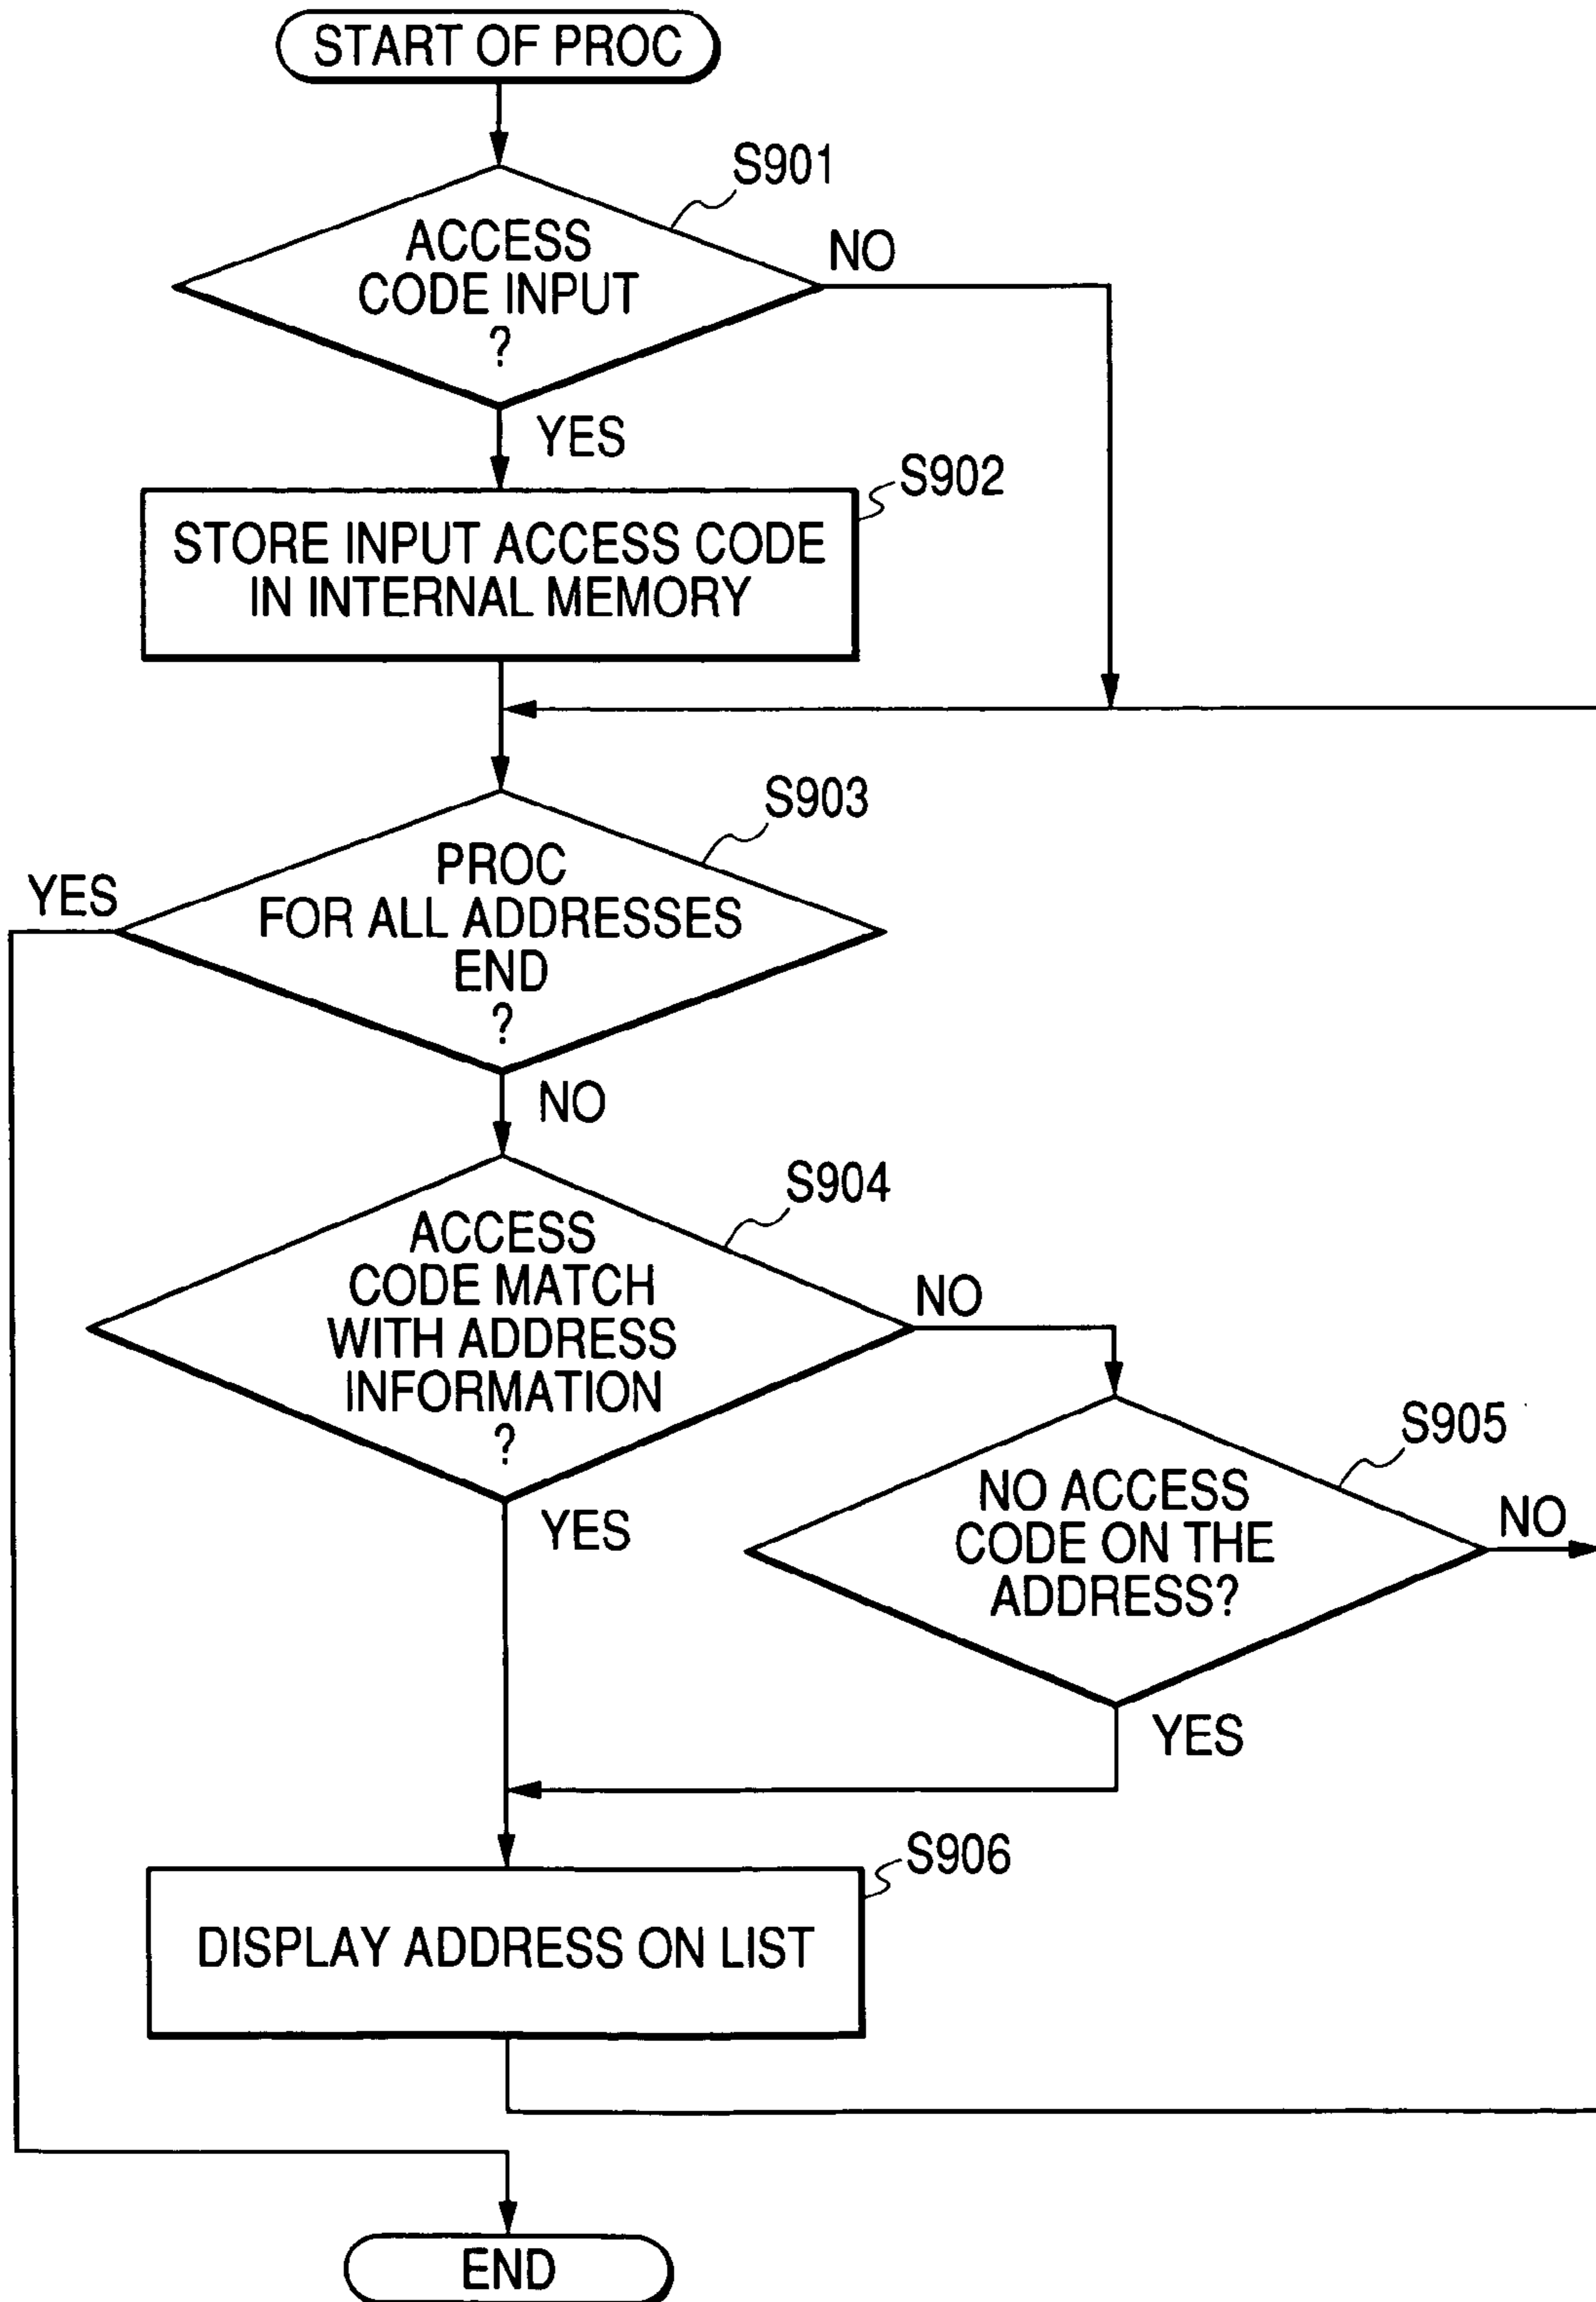 START OF PROC
S901
ACCESS
CODE INPUT
?
NO
YES
S902
STORE INPUT ACCESS CODE
IN INTERNAL MEMORY
S903
PROC
FOR ALL ADDRESSES
END
?
YES
NO
S904
ACCESS
CODE MATCH
WITH ADDRESS
INFORMATION
?
NO
YES
S905
NO ACCESS
CODE ON THE
ADDRESS?
NO
YES
S906
DISPLAY ADDRESS ON LIST
END